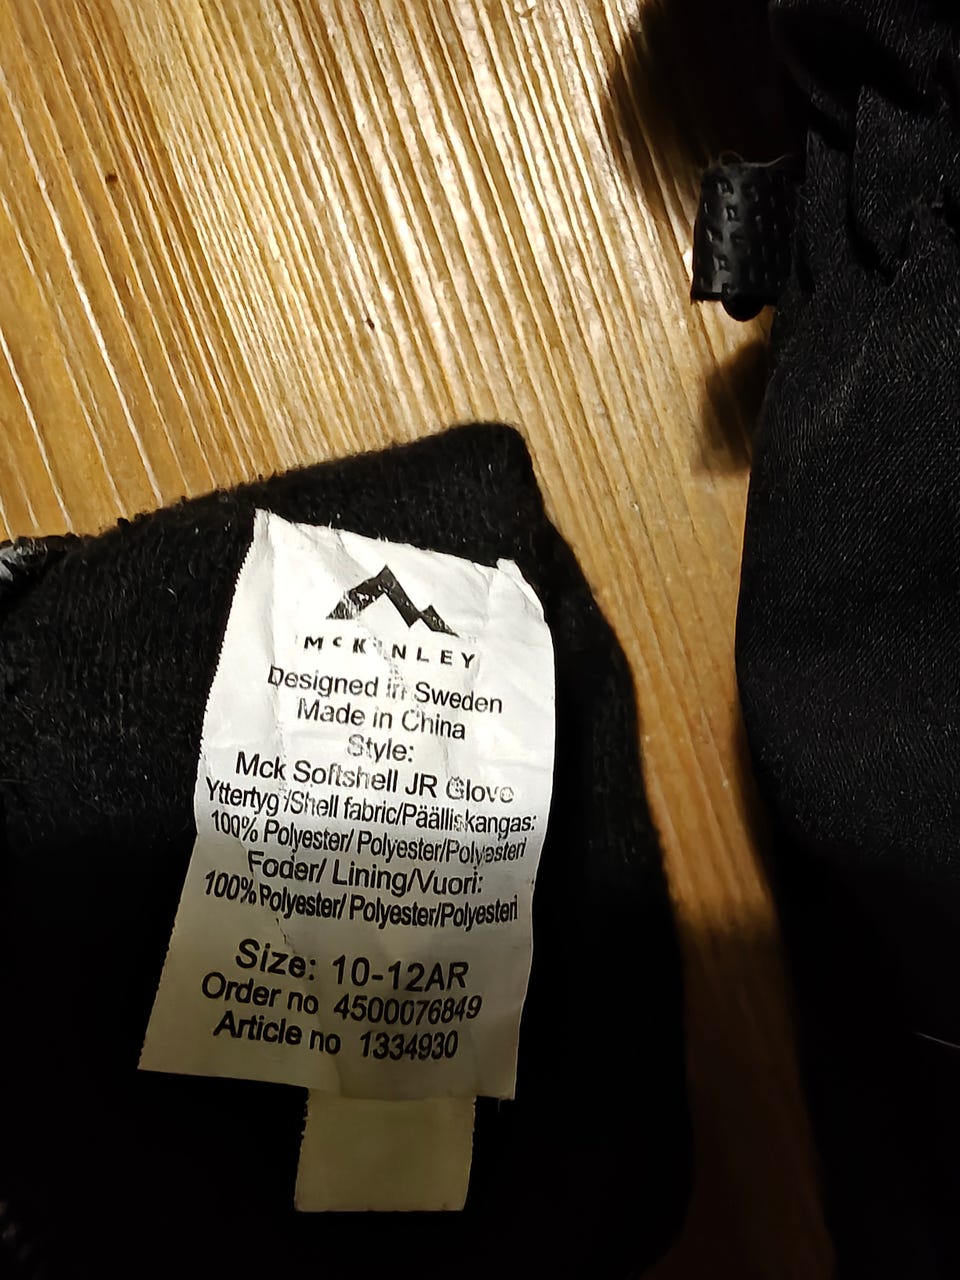 McKINLEY
Designed in Sweden
Made in China
Style:
Mck Softshell JR Glove
Yttertyg/Shell fabric/Päälliskangas:
100% Polyester/ Polyester/Polyesteri
Foder/ Lining/Vuori:
100% Polyester/ Polyester/Polyesteri
Size: 10-12AR
Order no 4500076849
Article no 1334930